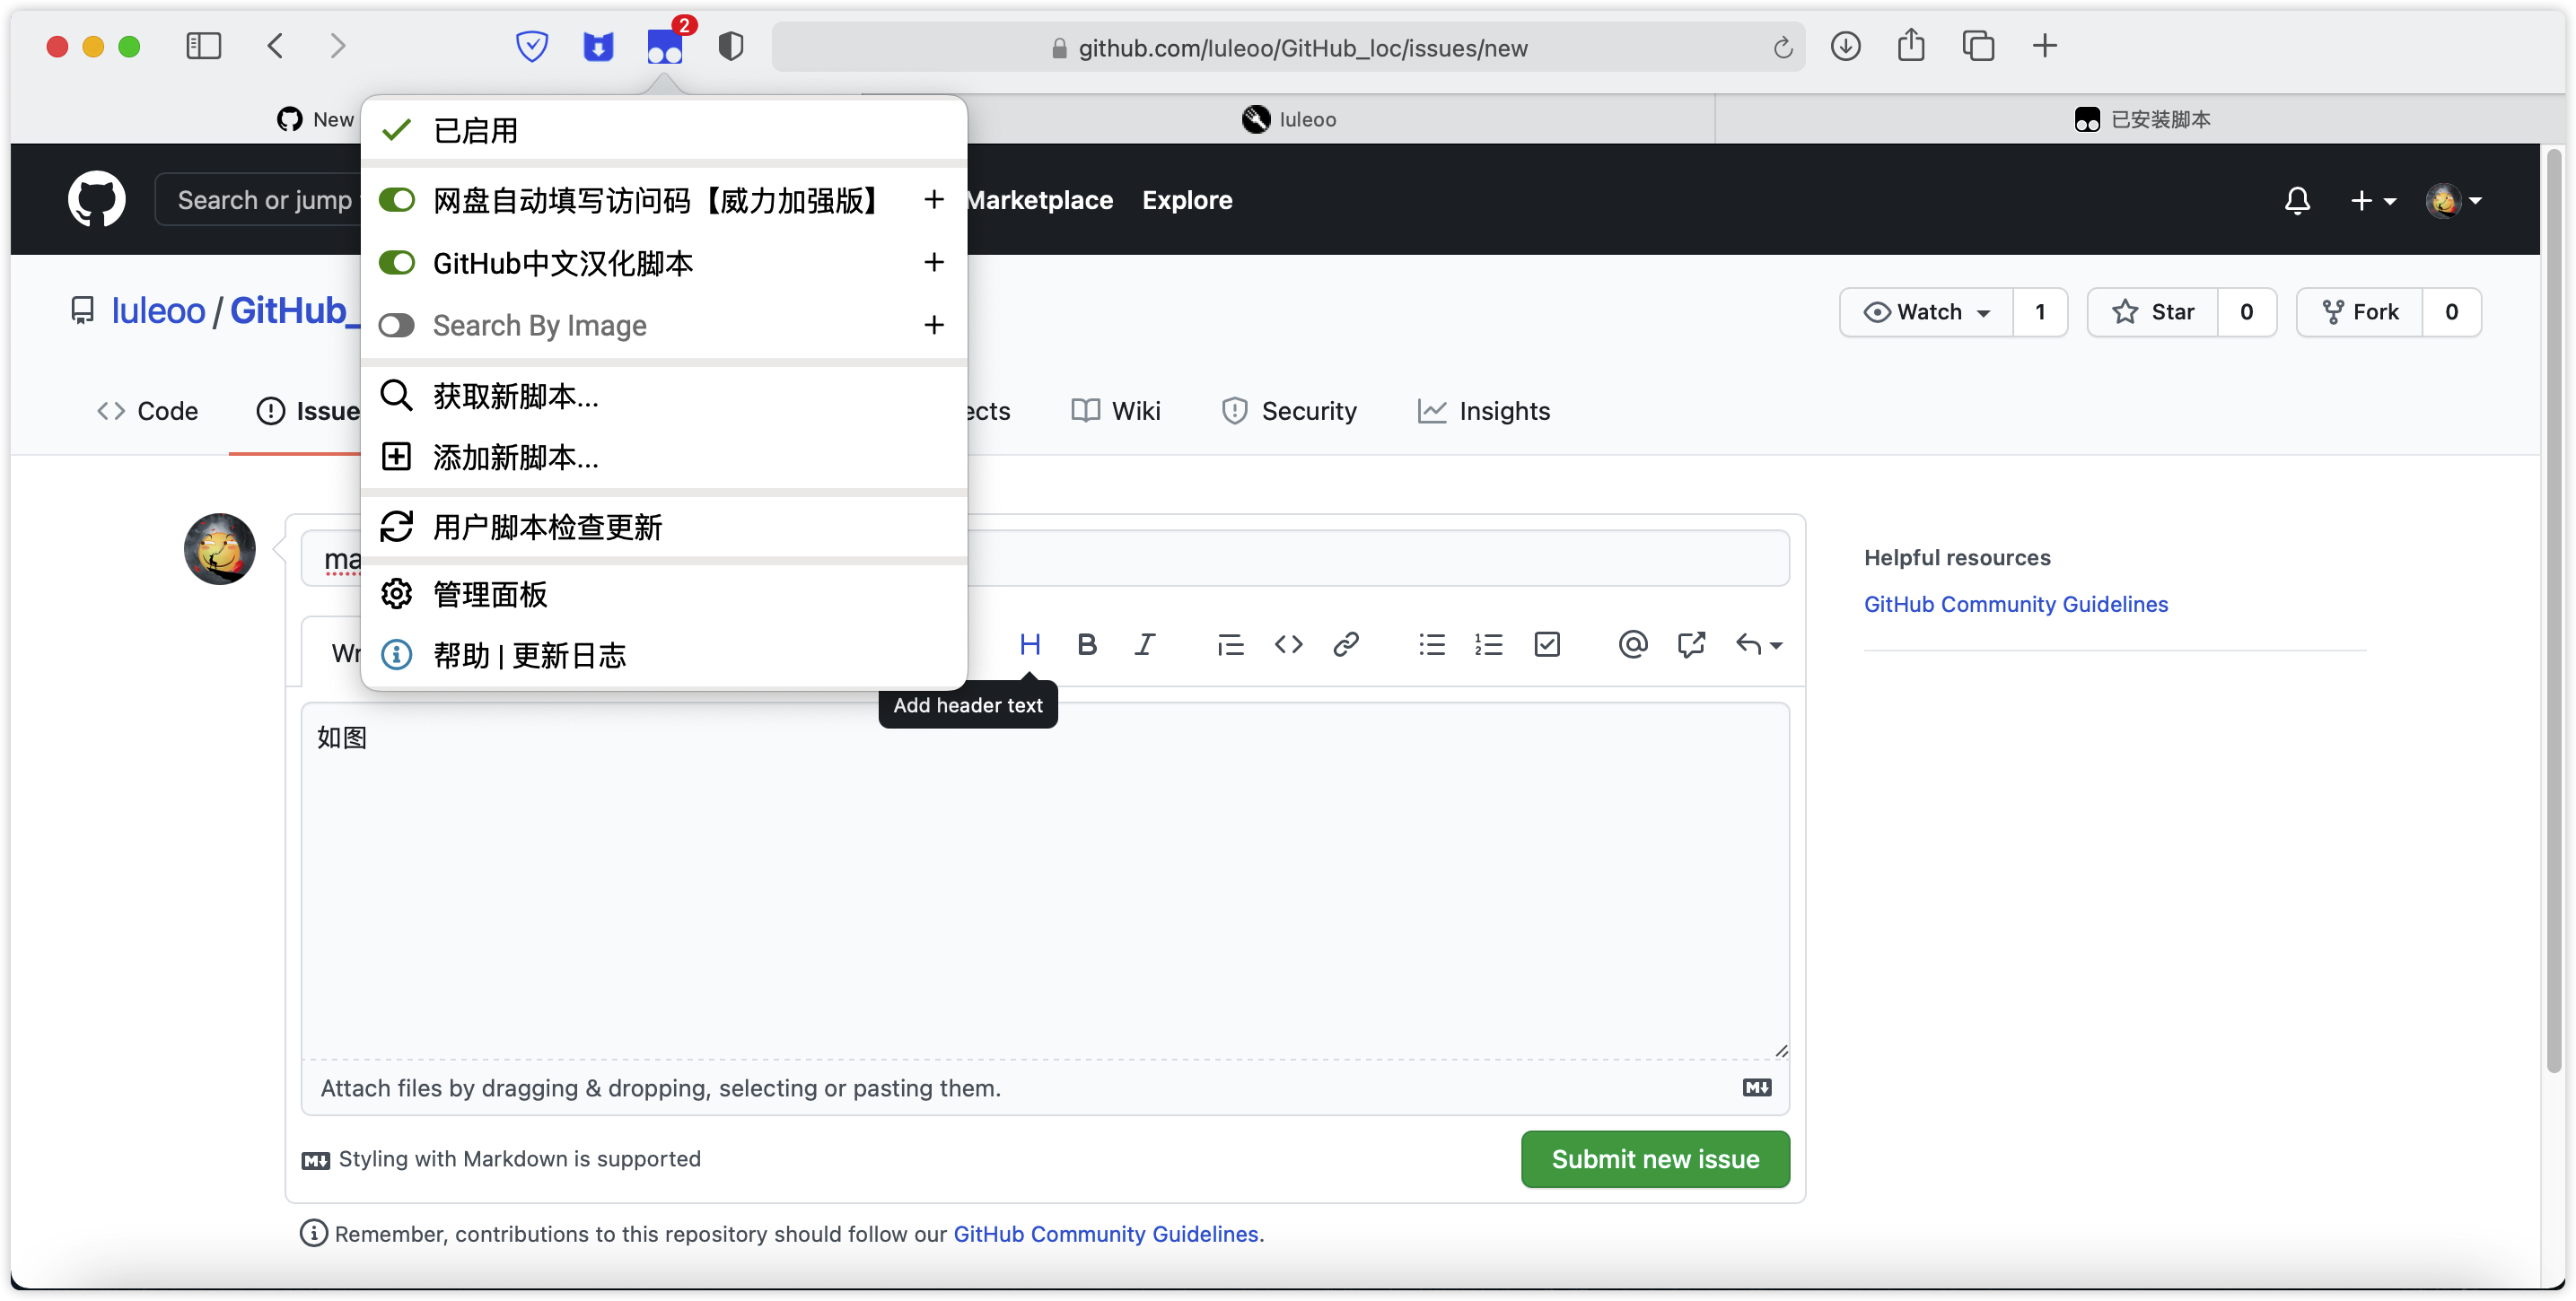 2
github.com/luleoo/GitHub_loc/issues/new
New
luleoo
已安装脚本
已启用
网盘自动填写访问码【威力加强版】
GitHub中文汉化脚本
Search By Image
获取新脚本...
添加新脚本...
用户脚本检查更新
管理面板
帮助 | 更新日志
Search or jump
Marketplace
Explore
luleoo / GitHub_
Watch 1
Star 0
Fork 0
Code
Issue
ects
Wiki
Security
Insights
ma
Wr
H B I
Add header text
如图
Attach files by dragging & dropping, selecting or pasting them.
Styling with Markdown is supported
Submit new issue
Remember, contributions to this repository should follow our GitHub Community Guidelines.
Helpful resources
GitHub Community Guidelines